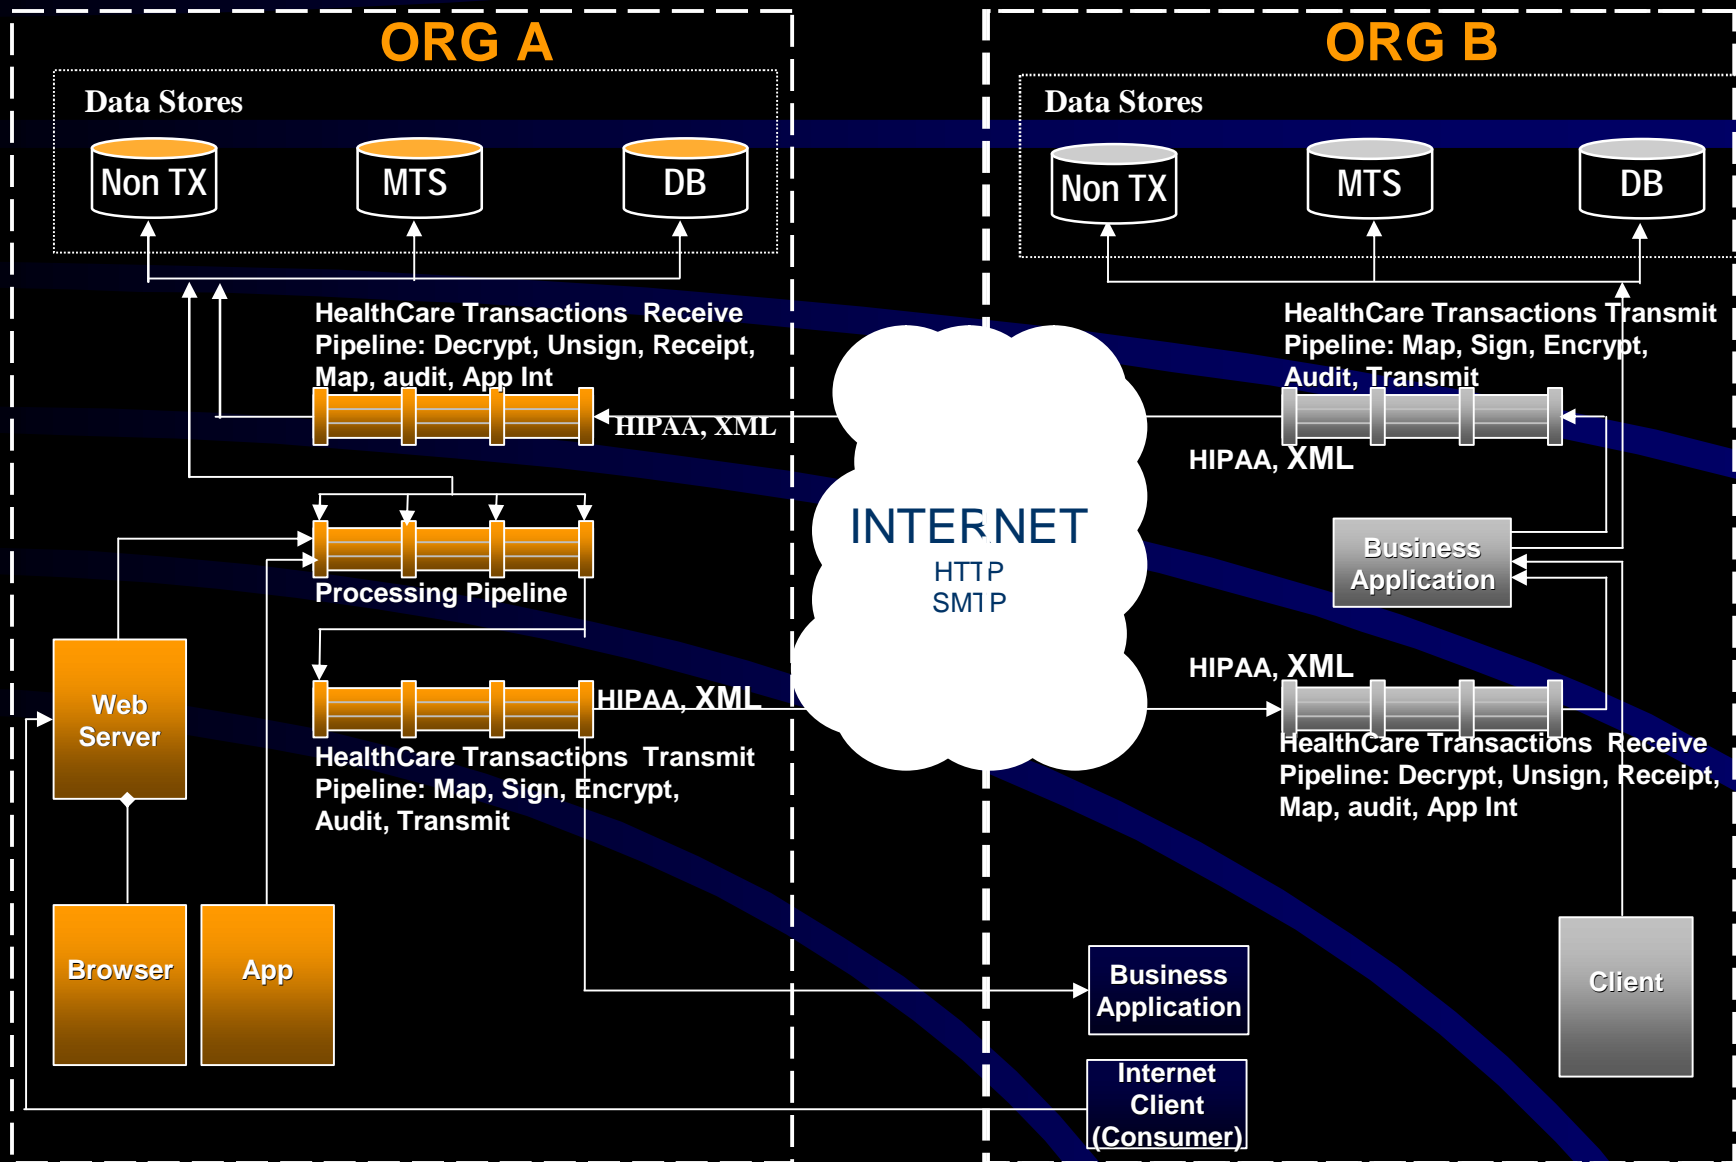 ORG A
Data Stores
Non TX
MTS
DB
HealthCare Transactions  Receive
Pipeline: Decrypt, Unsign, Receipt,
Map, audit, App Int
HIPAA, XML
Processing Pipeline
HIPAA, XML
HealthCare Transactions  Transmit
Pipeline: Map, Sign, Encrypt,
Audit, Transmit
Web
Server
Browser
App
INTERNET
HTTP
SMTP
ORG B
Data Stores
Non TX
MTS
DB
HealthCare Transactions Transmit
Pipeline: Map, Sign, Encrypt,
Audit, Transmit
HIPAA, XML
Business
Application
HIPAA, XML
HealthCare Transactions  Receive
Pipeline: Decrypt, Unsign, Receipt,
Map, audit, App Int
Business
Application
Client
Internet
Client
(Consumer)